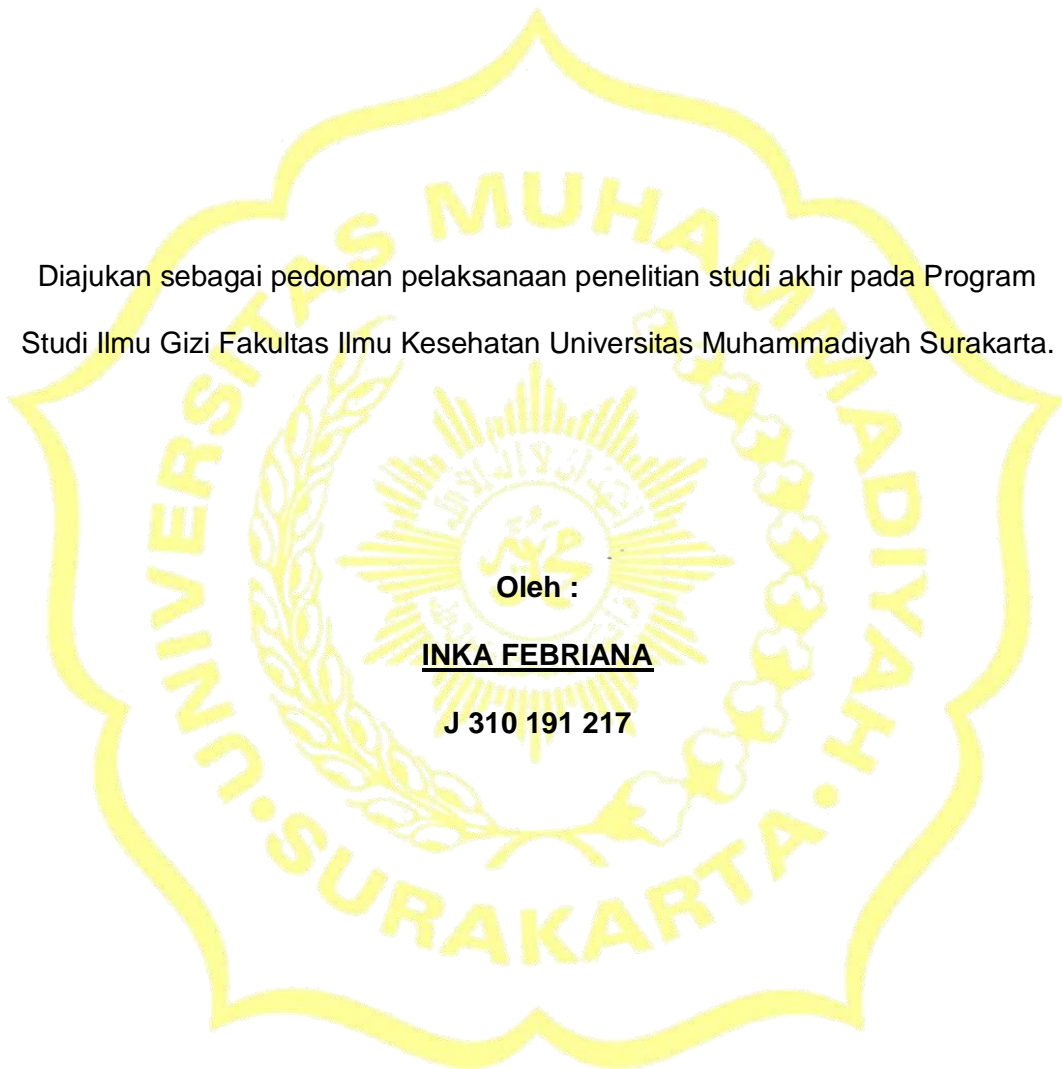 UNIVERSITAS MUHAMMADIYAH
Diajukan sebagai pedoman pelaksanaan penelitian studi akhir pada Program
Studi Ilmu Gizi Fakultas Ilmu Kesehatan Universitas Muhammadiyah Surakarta.
Oleh :
INKA FEBRIANA
J 310 191 217
SURAKARTA